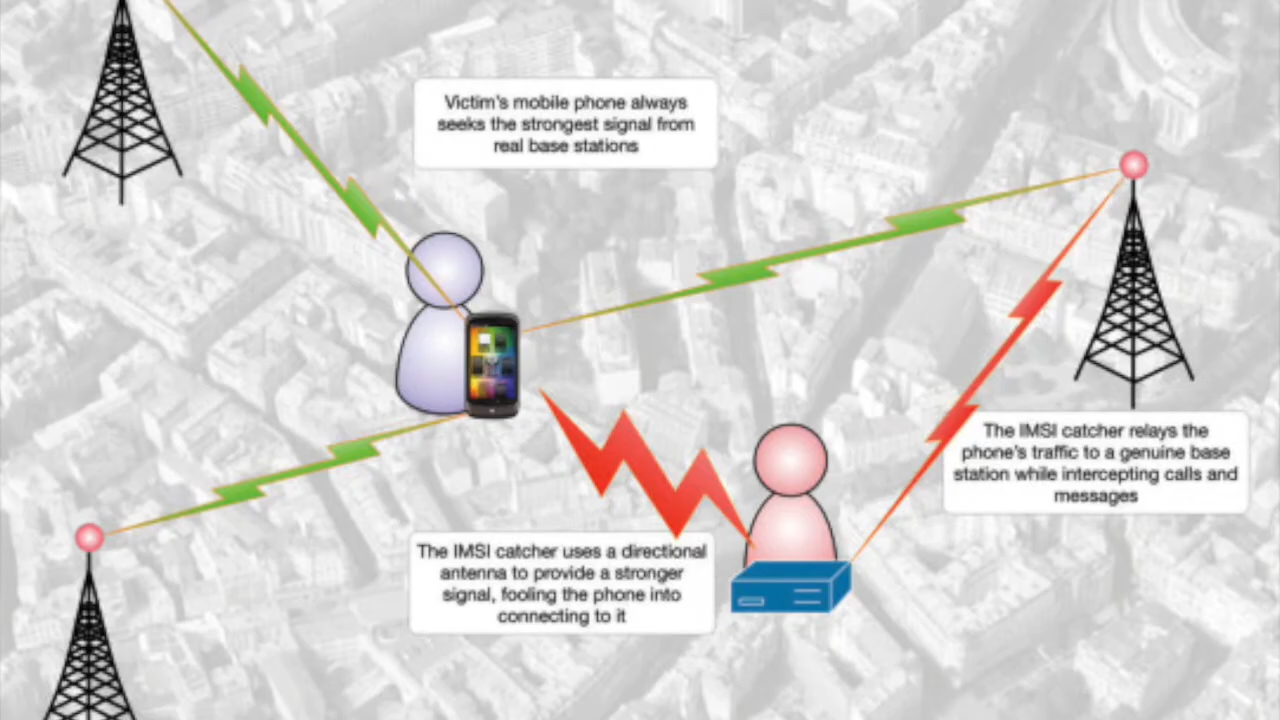 Victim's mobile phone always
seeks the strongest signal from
real base stations
The IMSI catcher relays the
phone's traffic to a genuine base
station while intercepting calls and
messages
The IMSI catcher uses a directional
antenna to provide a stronger
signal, fooling the phone into
connecting to it